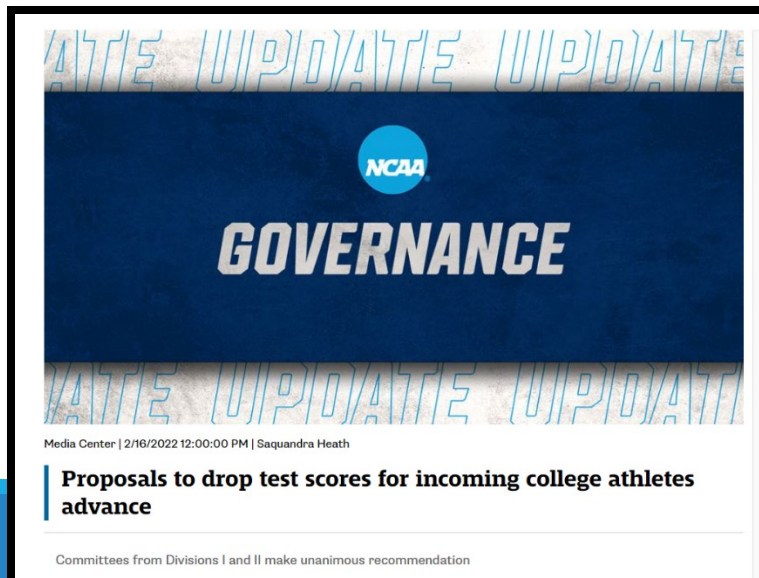 ATE UPDATE UPDATE
NCAA
GOVERNANCE
ATE UPDATE UPDATE
Media Center | 2/16/2022 12:00:00 PM | Saquandra Heath
Proposals to drop test scores for incoming college athletes
advance
Committees from Divisions I and II make unanimous recommendation